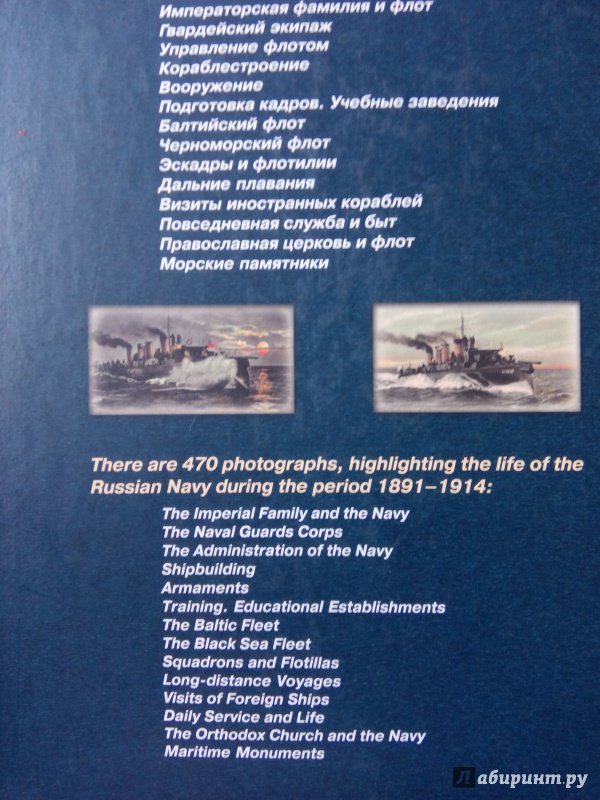 Императорская фамилия и флот
Гвардейский экипаж
Управление флотом
Кораблестроение
Вооружение
Подготовка кадров. Учебные заведения
Балтийский флот
Черноморский флот
Эскадры и флотилии
Дальние плавания
Визиты иностранных кораблей
Повседневная служба и быт
Православная церковь и флот
Морские памятники
There are 470 photographs, highlighting the life of the
Russian Navy during the period 1891–1914:
The Imperial Family and the Navy
The Naval Guards Corps
The Administration of the Navy
Shipbuilding
Armaments
Training. Educational Establishments
The Baltic Fleet
The Black Sea Fleet
Squadrons and Flotillas
Long-distance Voyages
Visits of Foreign Ships
Daily Service and Life
The Orthodox Church and the Navy
Maritime Monuments
лабиринт.ру